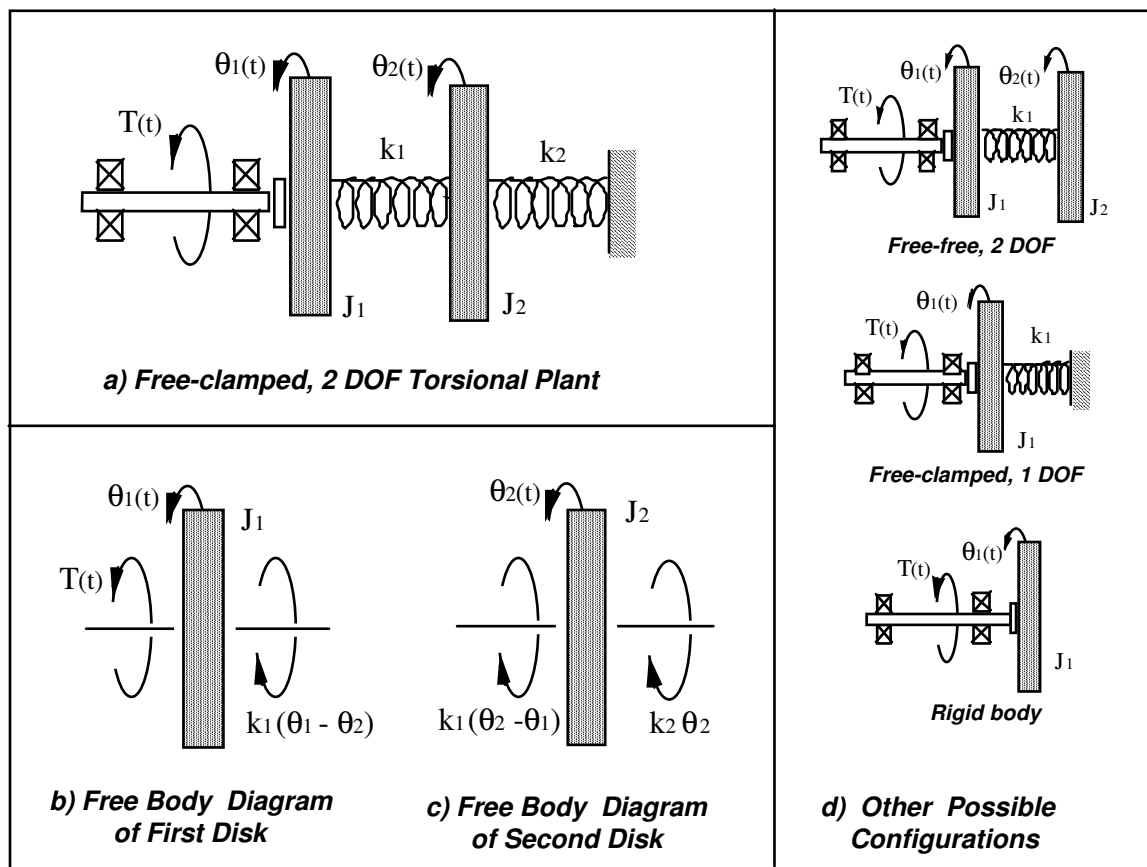 θ1(t)
θ2(t)
T(t)
k1
k2
J1
J2
a) Free-clamped, 2 DOF Torsional Plant
θ1(t)
J1
T(t)
k1(θ1 - θ2)
b) Free Body Diagram
of First Disk
θ2(t)
J2
k1(θ2 -θ1)
k2 θ2
c) Free Body Diagram
of Second Disk
θ1(t)
θ2(t)
T(t)
k1
J1
J2
Free-free, 2 DOF
θ1(t)
T(t)
k1
J1
Free-clamped, 1 DOF
θ1(t)
T(t)
J1
Rigid body
d) Other Possible
Configurations